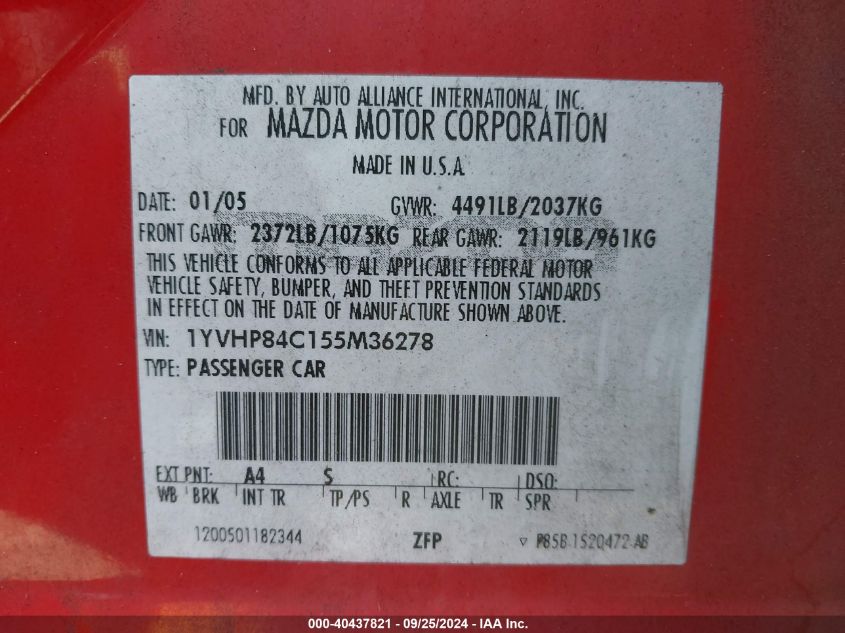 MFD. BY AUTO ALLIANCE INTERNATIONAL, INC.
FOR MAZDA MOTOR CORPORATION
MADE IN U.S.A.
DATE: 01/05 GVWR: 4491LB/2037KG
FRONT GAWR: 2372LB/1075KG REAR GAWR: 2119LB/961KG
THIS VEHICLE CONFORMS TO ALL APPLICABLE FEDERAL MOTOR
VEHICLE SAFETY, BUMPER, AND THEFT PREVENTION STANDARDS
IN EFFECT ON THE DATE OF MANUFACTURE SHOWN ABOVE.
VIN: 1YVHP84C155M36278
TYPE: PASSENGER CAR
EXT PNT: A4 S RC: DSO:
WB BRK INT TR TP/PS R AXLE TR SPR
1200501182344 ZFP P85B-1520472-AB
000-40437821 / 09/25/2024 - IAA Inc.